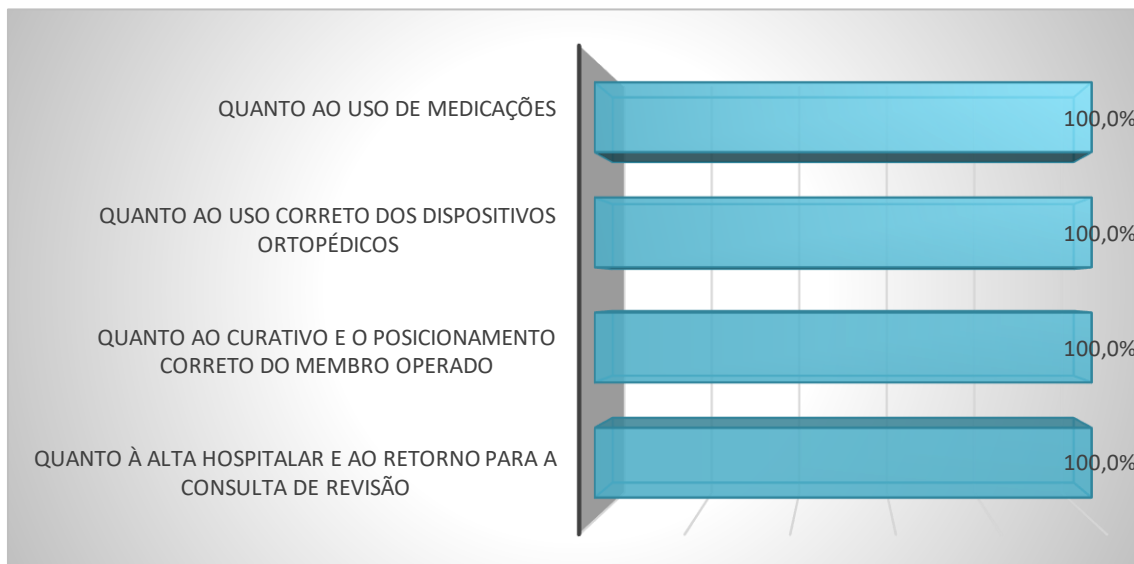 QUANTO AO USO DE MEDICAÇÕES
100,0%
QUANTO AO USO CORRETO DOS DISPOSITIVOS
ORTOPÉDICOS
100,0%
QUANTO AO CURATIVO E O POSICIONAMENTO
CORRETO DO MEMBRO OPERADO
100,0%
QUANTO À ALTA HOSPITALAR E AO RETORNO PARA A
CONSULTA DE REVISÃO
100,0%